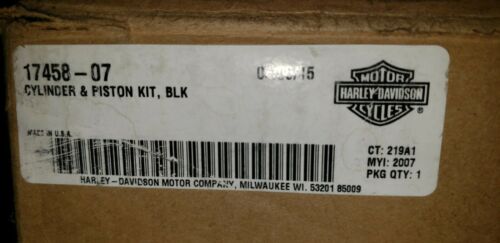 17458-07
CYLINDER & PISTON KIT, BLK
MOTOR
HARLEY-DAVIDSON
CYCLES
®
MADE IN U.S.A.
CT: 219A1
MYI: 2007
PKG QTY: 1
HARLEY-DAVIDSON MOTOR COMPANY, MILWAUKEE WI. 53201 85009